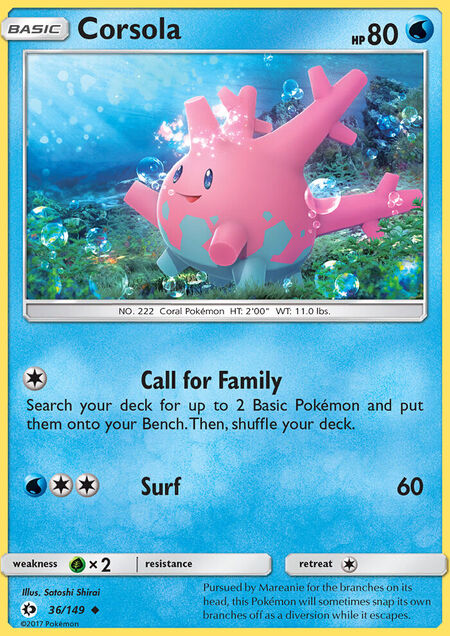 BASIC Corsola HP 80
NO. 222 Coral Pokémon HT: 2'00" WT: 11.0 lbs.
Call for Family
Search your deck for up to 2 Basic Pokémon and put
them onto your Bench. Then, shuffle your deck.
Surf 60
weakness ×2 resistance retreat
Illus. Satoshi Shirai
36/149
©2017 Pokémon
Pursued by Mareanie for the branches on its
head, this Pokémon will sometimes snap its own
branches off as a diversion while it escapes.